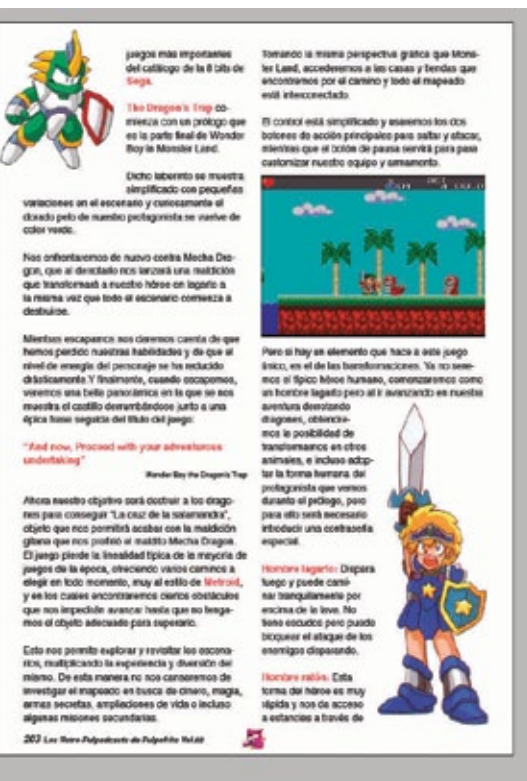 juegos más importantes
del catálogo de la 8 bits de
Sega.
The Dragon's Trap co-
mienza con un prólogo que
es la parte final de Wonder
Boy in Monster Land.
Dicho laberinto se muestra
simplificado con pequeñas
variaciones en el escenario y curiosamente el
dorado pelo de nuestro protagonista se vuelve de
color verde.
Nos enfrontaremos de nuevo contra Mecha Dra-
gon, que al derrotarlo nos lanzará una maldición
que transformará a nuestro héroe en lagarto a
la misma vez que todo el escenario comienza a
destruirse.
Mientras escapamos nos daremos cuenta de que
hemos perdido nuestras habilidades y de que el
nivel de energía del personaje se ha reducido
drásticamente.Y finalmente, cuando escapemos,
veremos una bella panorámica en la que se nos
muestra el castillo derrumbándose junto a una
épica frase seguida del título del juego:
"And now, Proceed with your adventurous
undertaking"
Wonder Boy the Dragon's Trap
Ahora nuestro objetivo será destruir a los drago-
nes para conseguir "La cruz de la salamandra",
objeto que nos permitirá acabar con la maldición
gitana que nos profirió el maldito Mecha Dragon.
El juego pierde la linealidad típica de la mayoría de
juegos de la época, ofreciendo varios caminos a
elegir en todo momento, muy al estilo de Metroid,
y en los cuales encontraremos ciertos obstáculos
que nos impedirán avanzar hasta que no tenga-
mos el objeto adecuado para superarlo.
Esto nos permite explorar y revisitar los escena-
rios, multiplicando la experiencia y diversión del
mismo. De esta manera no nos cansaremos de
investigar el mapeado en busca de dinero, magia,
armas secretas, ampliaciones de vida o incluso
algunas misiones secundarias.
203 Los Retro Pulpodcasts de Pulpofrito Vol.02
Tomando la misma perspectiva gráfica que Mons-
ter Land, accederemos a las casas y tiendas que
encontremos por el camino y todo el mapeado
está interconectado.
El control está simplificado y usaremos los dos
botones de acción principales para saltar y atacar,
mientras que el botón de pausa servirá para para
customizar nuestro equipo y armamento.
Pero si hay un elemento que hace a este juego
único, es el de las transformaciones. Ya no sere-
mos el típico héroe humano, comenzaremos como
un hombre lagarto pero al ir avanzando en nuestra
aventura derrotando
dragones, obtendre-
mos la posibilidad de
transformarnos en otros
animales, e incluso adop-
tar la forma humana del
protagonista que vemos
durante el prólogo, pero
para ello será necesario
introducir una contraseña
especial.
Hombre lagarto: Dispara
fuego y puede cami-
nar tranquilamente por
encima de la lava. No
tiene escudos pero puede
bloquear el ataque de los
enemigos disparando.
Hombre ratón: Esta
forma del héroe es muy
rápida y nos da acceso
a estancias a través de